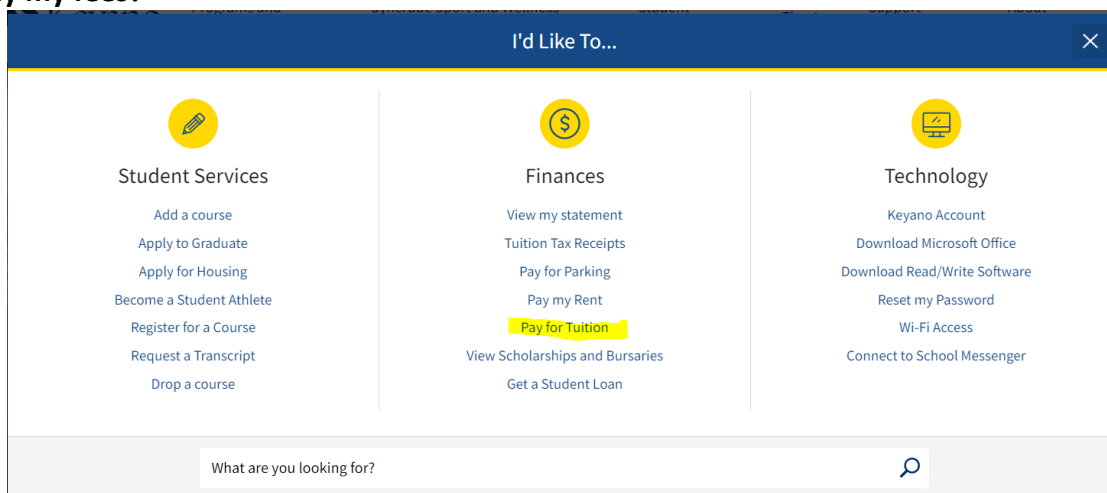 I'd Like To...
Student Services
Add a course
Apply to Graduate
Apply for Housing
Become a Student Athlete
Register for a Course
Request a Transcript
Drop a course
Finances
View my statement
Tuition Tax Receipts
Pay for Parking
Pay my Rent
Pay for Tuition
View Scholarships and Bursaries
Get a Student Loan
Technology
Keyano Account
Download Microsoft Office
Download Read/Write Software
Reset my Password
Wi-Fi Access
Connect to School Messenger
What are you looking for?